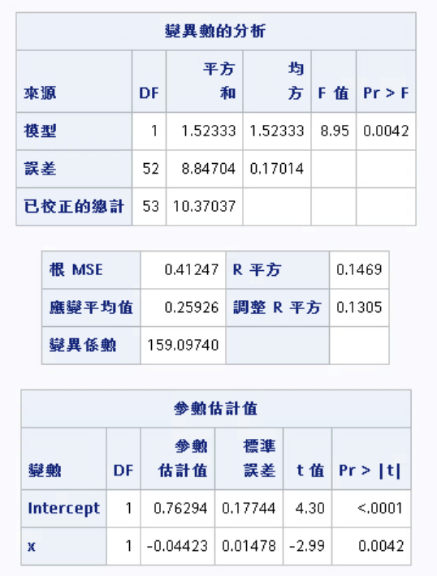 變異數的分析
平方 均
來源 DF 和 方 F 值 Pr > F
模型 1 1.52333 1.52333 8.95 0.0042
誤差 52 8.84704 0.17014
已校正的總計 53 10.37037
根 MSE 0.41247 R 平方 0.1469
應變平均值 0.25926 調整 R 平方 0.1305
變異係數 159.09740
參數估計值
參數 標準
變數 DF 估計值 誤差 t 值 Pr > |t|
Intercept 1 0.76294 0.17744 4.30 <.0001
x 1 -0.04423 0.01478 -2.99 0.0042